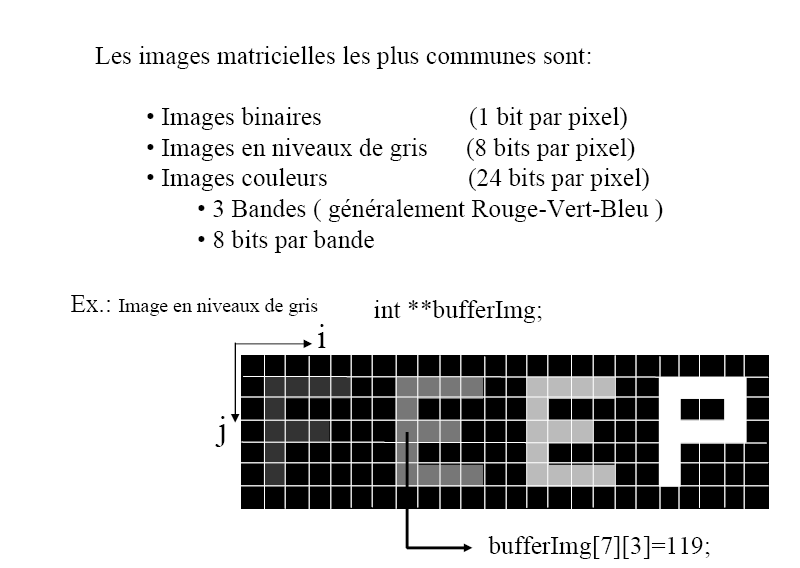 Les images matricielles les plus communes sont:
• Images binaires (1 bit par pixel)
• Images en niveaux de gris (8 bits par pixel)
• Images couleurs (24 bits par pixel)
• 3 Bandes ( généralement Rouge-Vert-Bleu )
• 8 bits par bande
Ex.: Image en niveaux de gris int **bufferImg;
i
j
F E E P
bufferImg[7][3]=119;